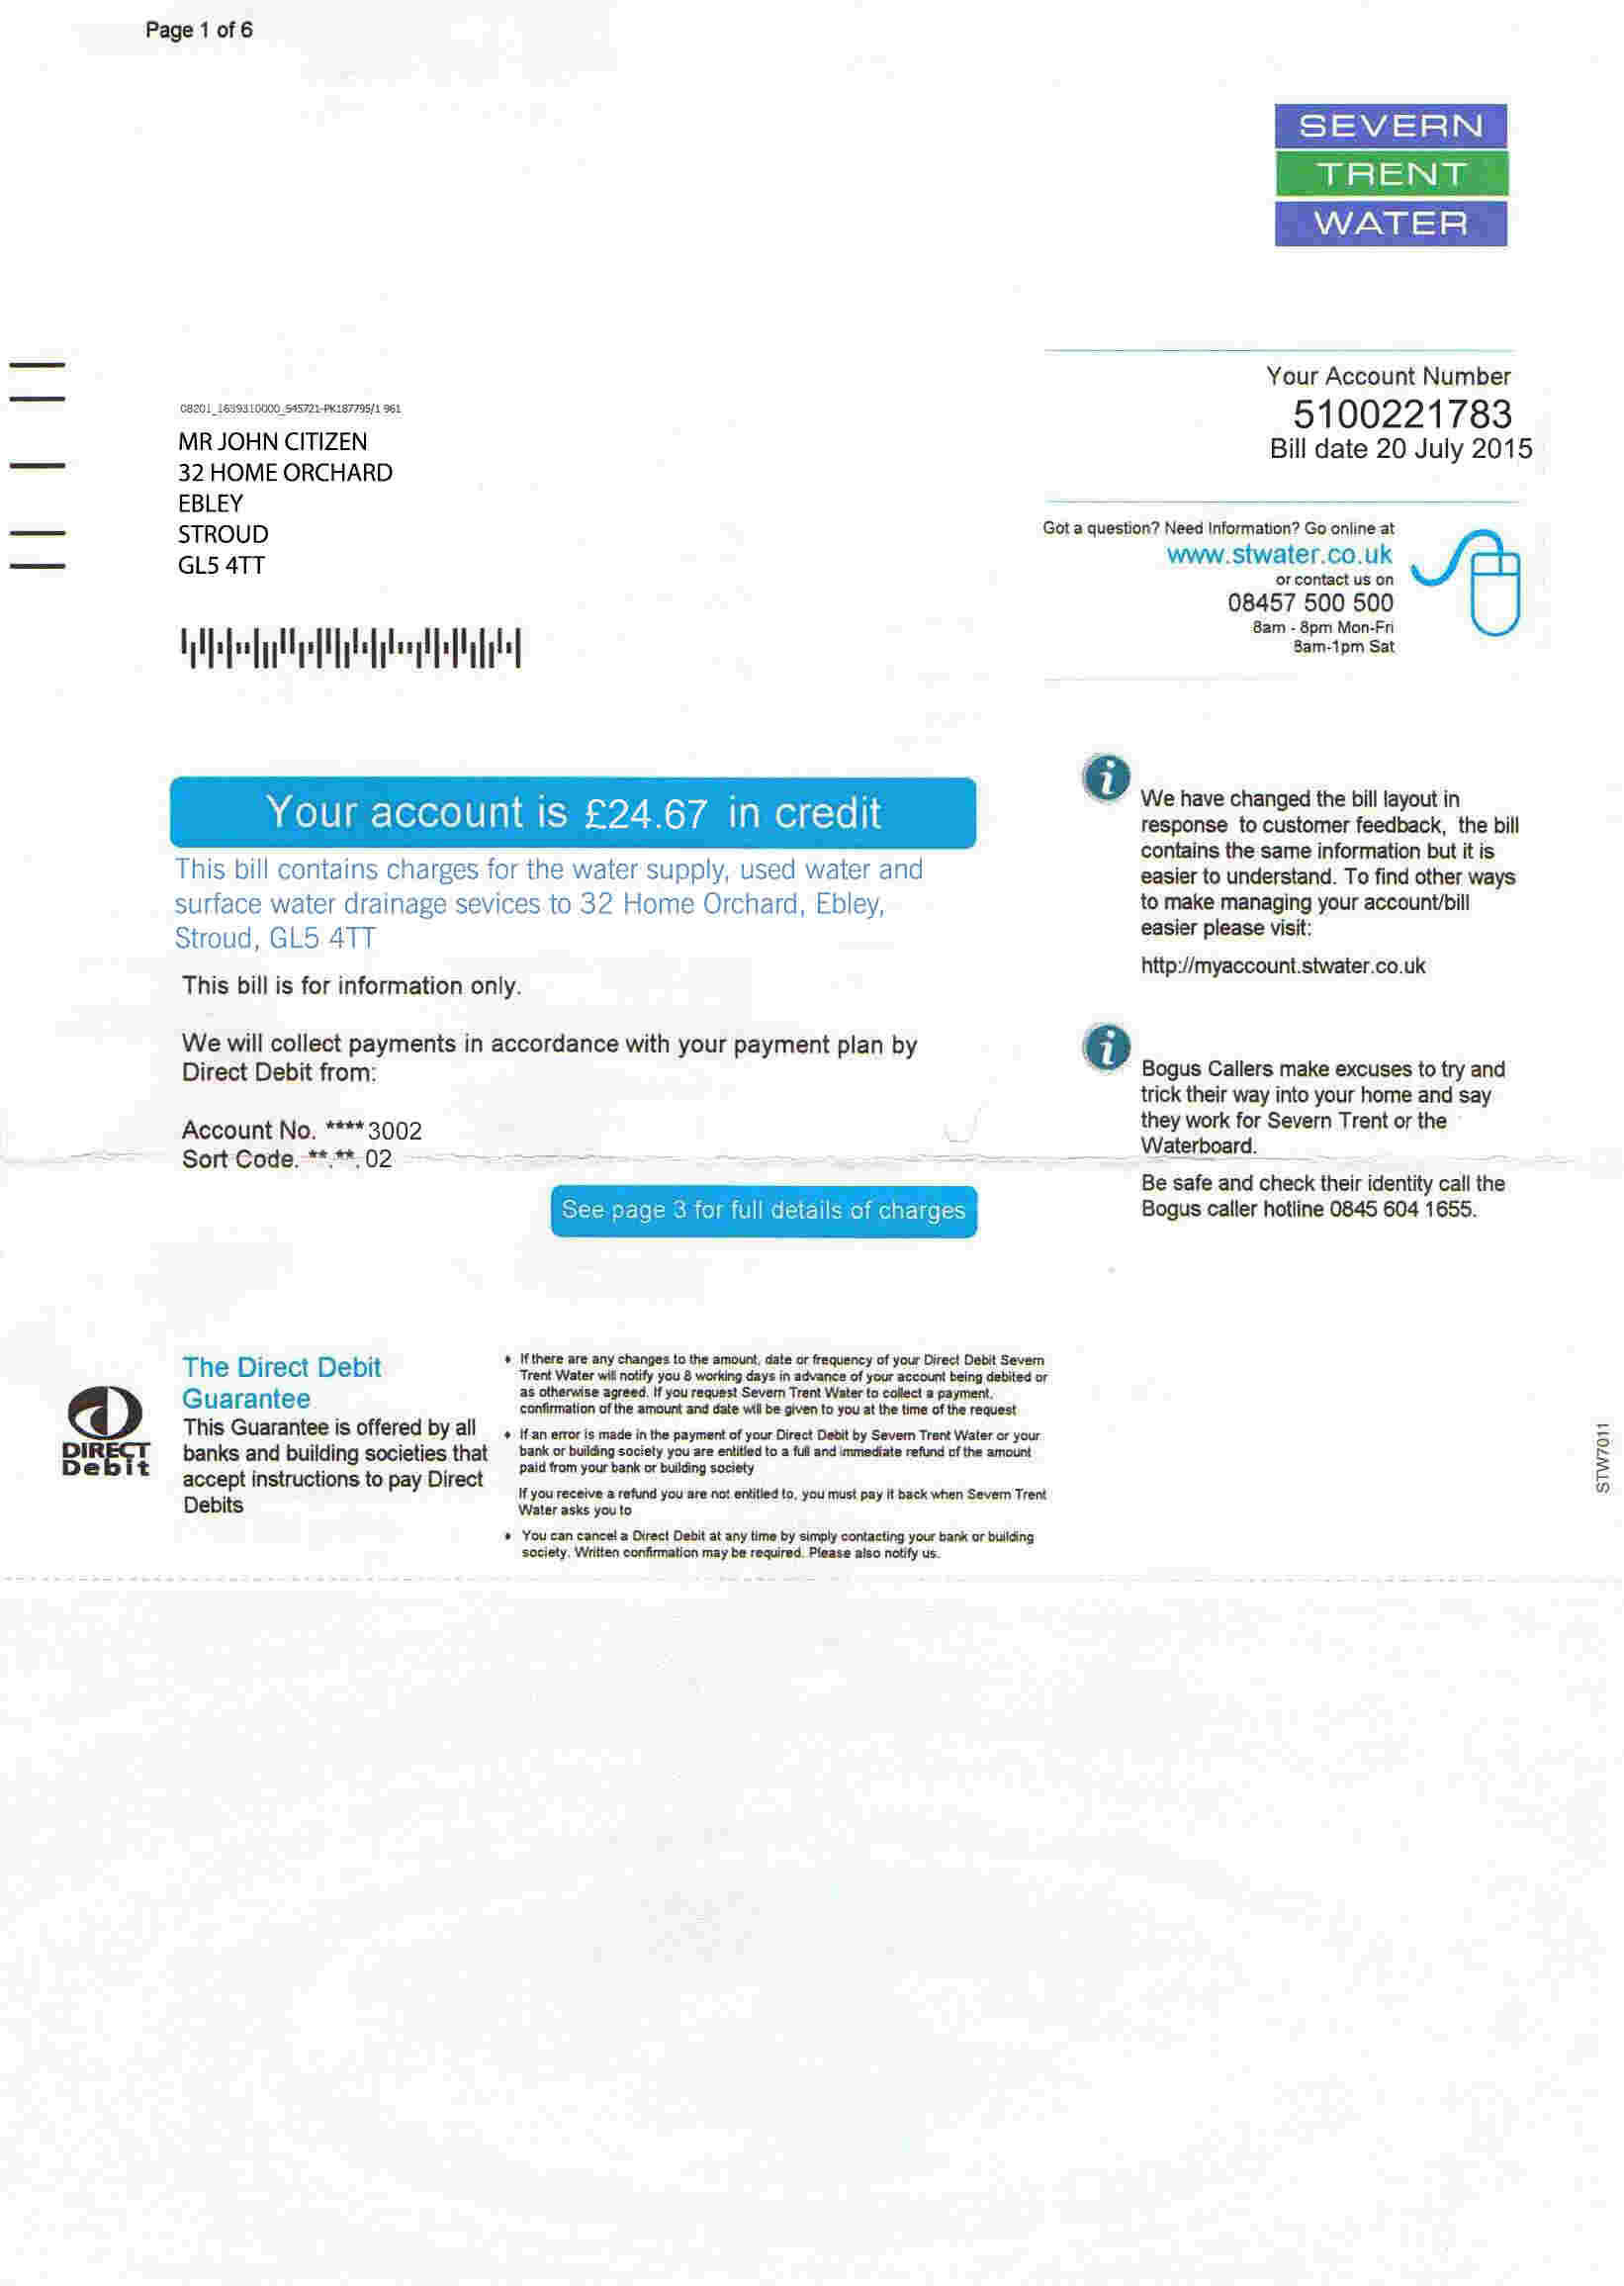 Page 1 of 6
SEVERN
TRENT
WATER
Your Account Number
5100221783
Bill date 20 July 2015
08201_1659310000_545721-PK187795/1 961
MR JOHN CITIZEN
32 HOME ORCHARD
EBLEY
STROUD
GL5 4TT
Got a question? Need Information? Go online at
www.stwater.co.uk
or contact us on
08457 500 500
8am - 8pm Mon-Fri
8am-1pm Sat
Your account is £24.67 in credit
This bill contains charges for the water supply, used water and
surface water drainage sevices to 32 Home Orchard, Ebley,
Stroud, GL5 4TT
This bill is for information only.
We will collect payments in accordance with your payment plan by
Direct Debit from:
Account No. ****3002
Sort Code. **.**. 02
See page 3 for full details of charges
We have changed the bill layout in
response to customer feedback, the bill
contains the same information but it is
easier to understand. To find other ways
to make managing your account/bill
easier please visit:
http://myaccount.stwater.co.uk
Bogus Callers make excuses to try and
trick their way into your home and say
they work for Severn Trent or the
Waterboard.
Be safe and check their identity call the
Bogus caller hotline 0845 604 1655.
DIRECT
Debit
The Direct Debit
Guarantee
This Guarantee is offered by all
banks and building societies that
accept instructions to pay Direct
Debits
• If there are any changes to the amount, date or frequency of your Direct Debit Severn
Trent Water will notify you 8 working days in advance of your account being debited or
as otherwise agreed. If you request Severn Trent Water to collect a payment,
confirmation of the amount and date will be given to you at the time of the request
• If an error is made in the payment of your Direct Debit by Severn Trent Water or your
bank or building society you are entitled to a full and immediate refund of the amount
paid from your bank or building society
If you receive a refund you are not entitled to, you must pay it back when Severn Trent
Water asks you to
• You can cancel a Direct Debit at any time by simply contacting your bank or building
society. Written confirmation may be required. Please also notify us.
STW7011